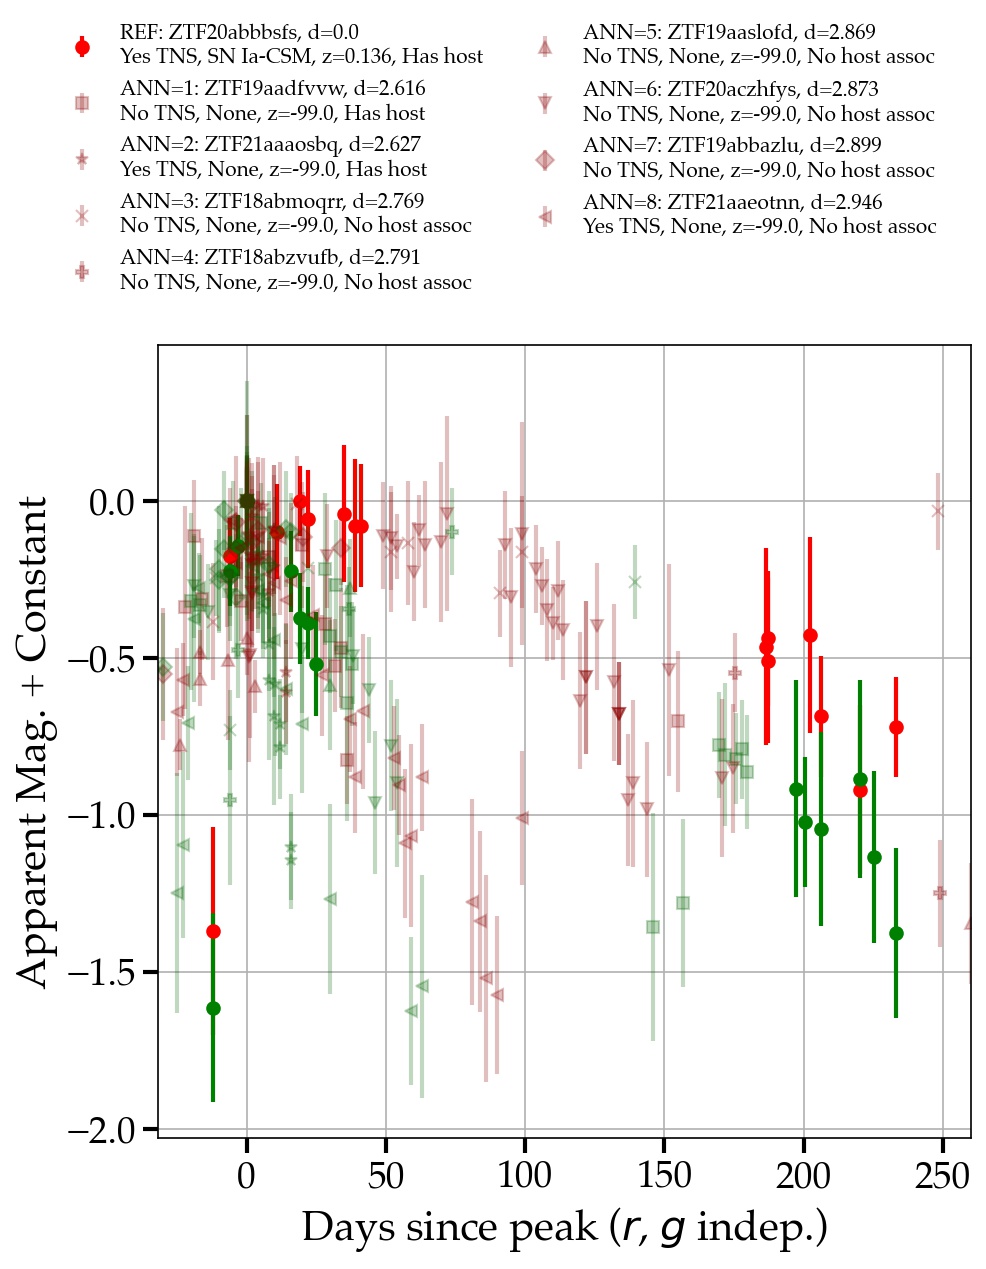 REF: ZTF20abbbsfs, d=0.0
Yes TNS, SN Ia-CSM, z=0.136, Has host
ANN=1: ZTF19aadfvvw, d=2.616
No TNS, None, z=-99.0, Has host
ANN=2: ZTF21aaaosbq, d=2.627
Yes TNS, None, z=-99.0, Has host
ANN=3: ZTF18abmoqrr, d=2.769
No TNS, None, z=-99.0, No host assoc
ANN=4: ZTF18abzvufb, d=2.791
No TNS, None, z=-99.0, No host assoc
ANN=5: ZTF19aaslofd, d=2.869
No TNS, None, z=-99.0, No host assoc
ANN=6: ZTF20aczhfys, d=2.873
No TNS, None, z=-99.0, No host assoc
ANN=7: ZTF19abbazlu, d=2.899
No TNS, None, z=-99.0, No host assoc
ANN=8: ZTF21aaeotnn, d=2.946
Yes TNS, None, z=-99.0, No host assoc
Apparent Mag. + Constant
0.0
−0.5
−1.0
−1.5
−2.0
0 50 100 150 200 250
Days since peak (r, g indep.)